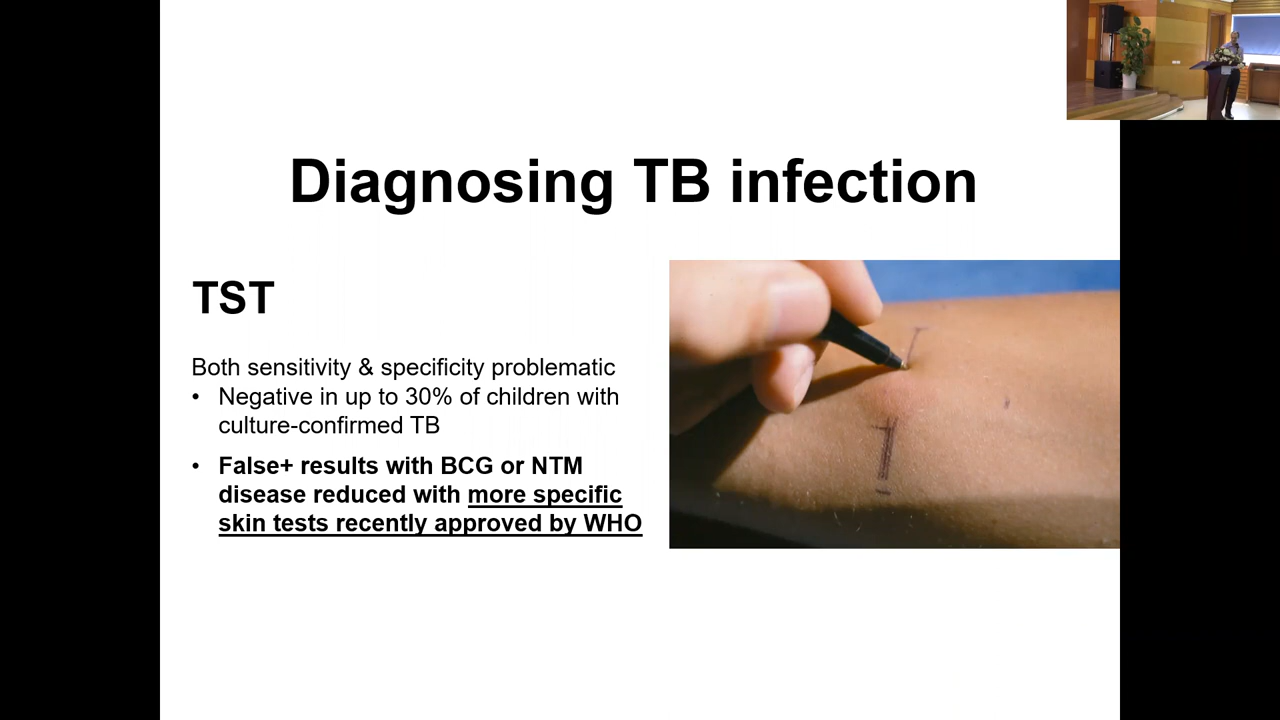 Diagnosing TB infection
TST
Both sensitivity & specificity problematic
• Negative in up to 30% of children with
culture-confirmed TB
• False+ results with BCG or NTM
disease reduced with more specific
skin tests recently approved by WHO